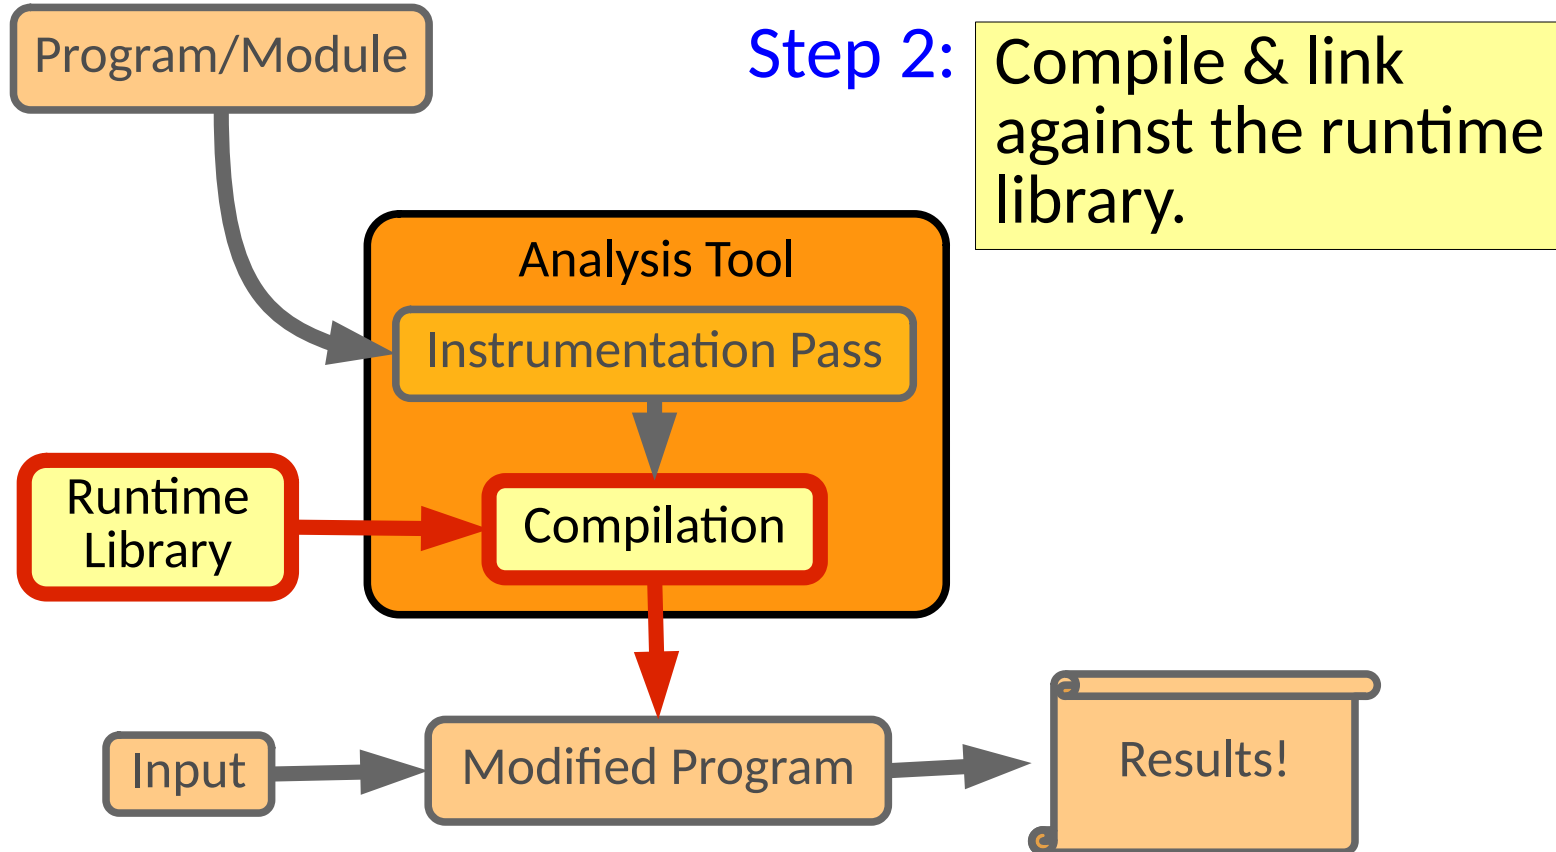 Program/Module
Step 2:
Compile & link
against the runtime
library.
Analysis Tool
Instrumentation Pass
Runtime
Library
Compilation
Input
Modified Program
Results!